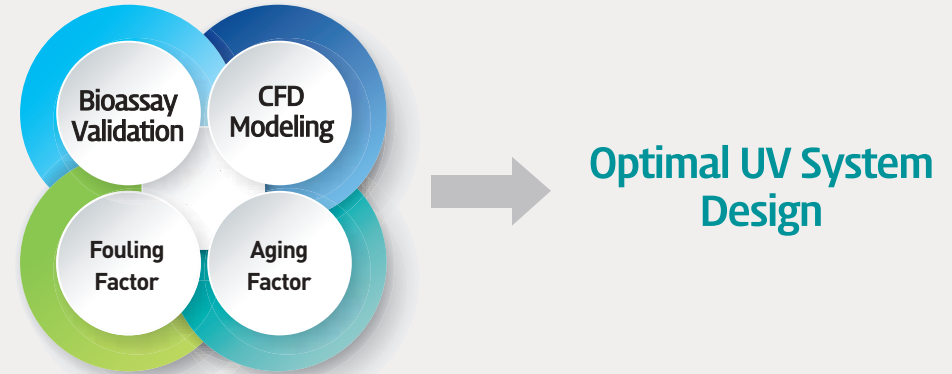 Bioassay
Validation
CFD
Modeling
Fouling
Factor
Aging
Factor
Optimal UV System
Design